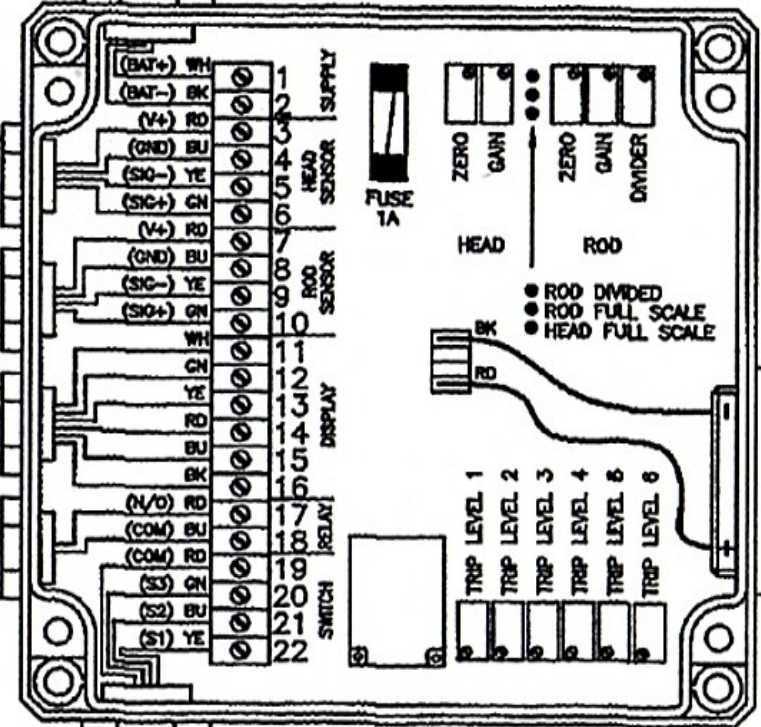 (BAT+) WH 1
(BAT-) BK 2
SUPPLY
(V+) RD 3
(GND) BU 4
(SIG-) YE 5
(SIG+) GN 6
HEAD
SENSOR
(V+) RD 7
(GND) BU 8
(SIG-) YE 9
(SIG+) GN 10
ROD
SENSOR
WH 11
GN 12
YE 13
RD 14
BU 15
BK 16
DISPLAY
(N/O) RD 17
(COM) BU 18
RELAY
(COM) RD 19
(S3) GN 20
(S2) BU 21
(S1) YE 22
SWITCH
FUSE
1A
ZERO
GAIN
HEAD
ZERO
GAIN
DIVIDER
ROD
ROD DIVIDED
ROD FULL SCALE
HEAD FULL SCALE
BK
RD
-
+
TRIP LEVEL 1
TRIP LEVEL 2
TRIP LEVEL 3
TRIP LEVEL 4
TRIP LEVEL 5
TRIP LEVEL 6